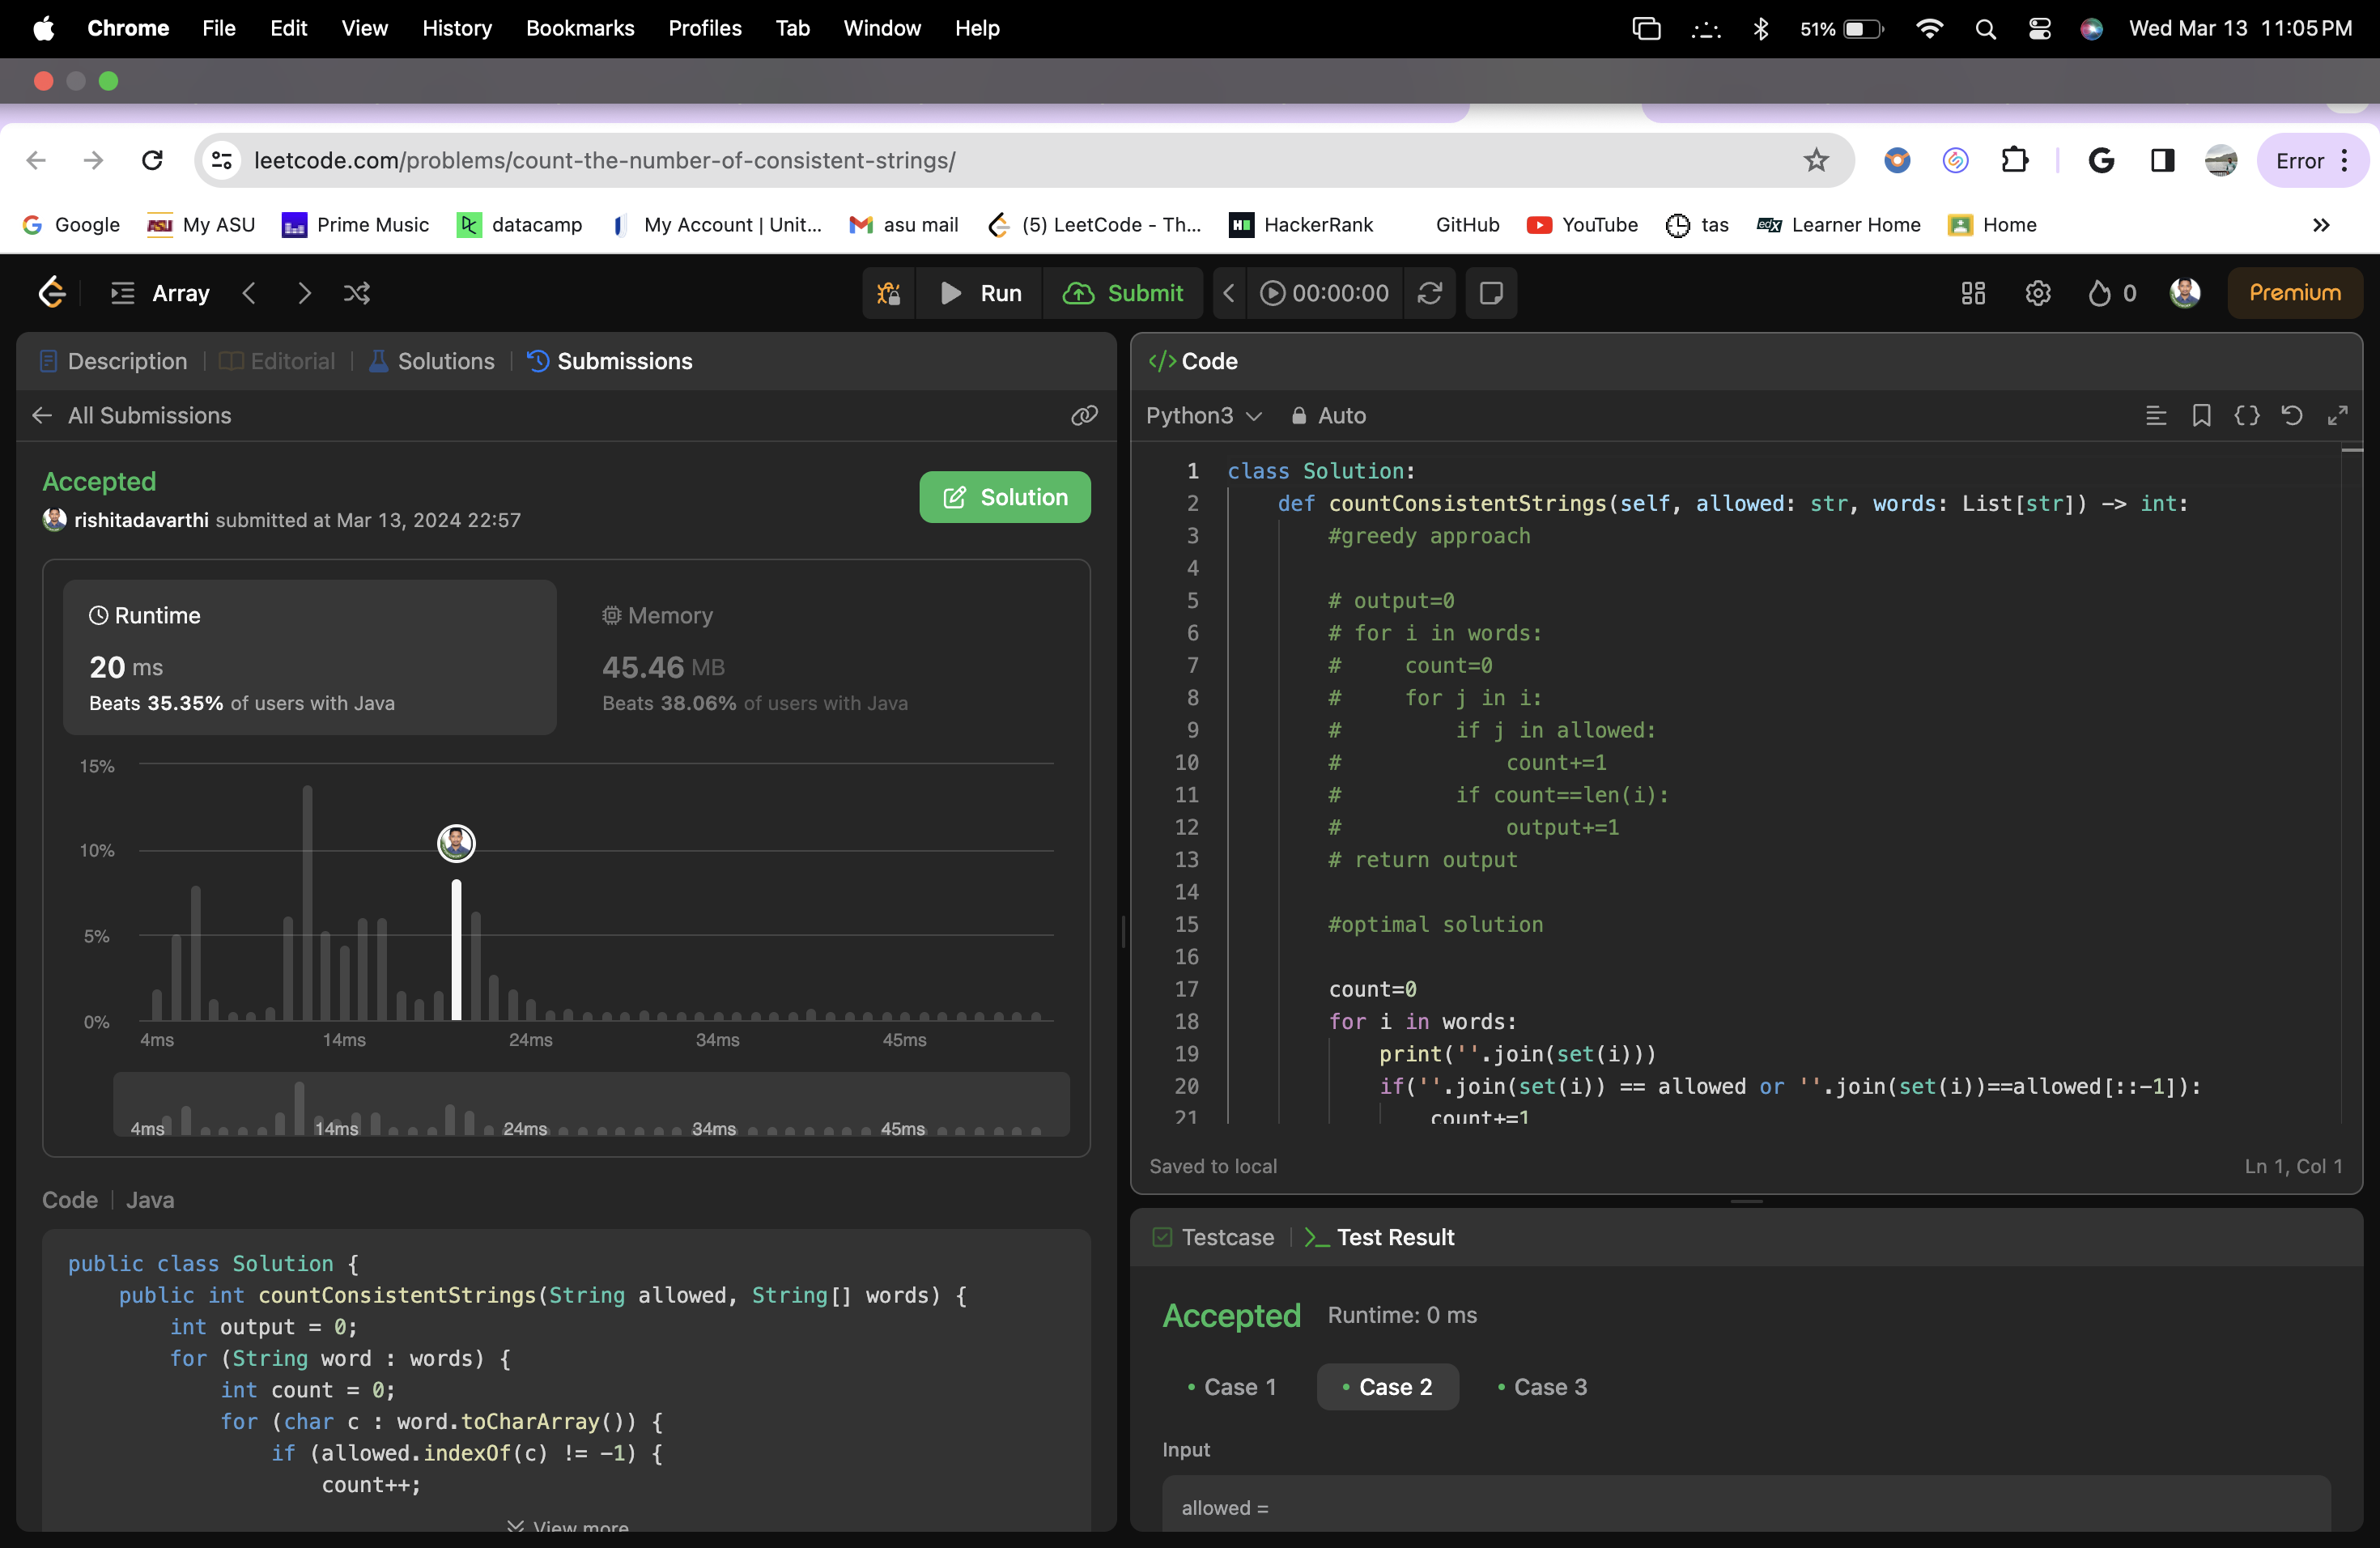 Chrome File Edit View History Bookmarks Profiles Tab Window Help 51% Wed Mar 13 11:05 PM
leetcode.com/problems/count-the-number-of-consistent-strings/ Error
Google My ASU Prime Music datacamp My Account | Unit... asu mail (5) LeetCode - Th... HackerRank GitHub YouTube tas Learner Home Home
Array Run Submit 00:00:00 0 Premium
Description Editorial Solutions Submissions
All Submissions
Accepted
rishitadavarthi submitted at Mar 13, 2024 22:57
Solution
Runtime
20 ms
Beats 35.35% of users with Java
Memory
45.46 MB
Beats 38.06% of users with Java
15%
10%
5%
0%
4ms 14ms 24ms 34ms 45ms
4ms 14ms 24ms 34ms 45ms
Code | Java
public class Solution {
    public int countConsistentStrings(String allowed, String[] words) {
        int output = 0;
        for (String word : words) {
            int count = 0;
            for (char c : word.toCharArray()) {
                if (allowed.indexOf(c) != -1) {
                    count++;
View more
</> Code
Python3 Auto
1 class Solution:
2     def countConsistentStrings(self, allowed: str, words: List[str]) -> int:
3         #greedy approach
4
5         # output=0
6         # for i in words:
7         #     count=0
8         #     for j in i:
9         #         if j in allowed:
10         #             count+=1
11         #         if count==len(i):
12         #             output+=1
13         # return output
14
15         #optimal solution
16
17         count=0
18         for i in words:
19             print(''.join(set(i)))
20             if(''.join(set(i)) == allowed or ''.join(set(i))==allowed[::-1]):
21                 count+=1
Saved to local Ln 1, Col 1
Testcase >_ Test Result
Accepted Runtime: 0 ms
• Case 1 • Case 2 • Case 3
Input
allowed =